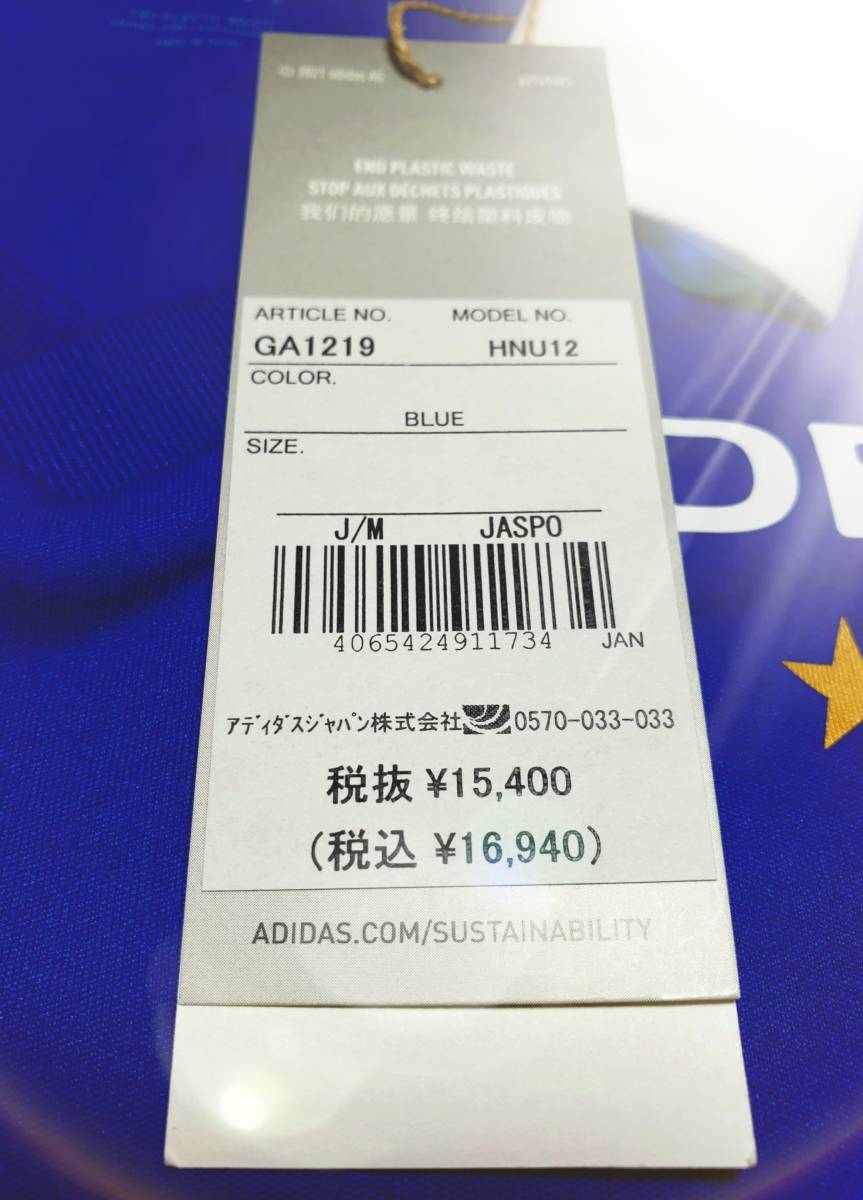 © 2021 adidas AG
END PLASTIC WASTE
STOP AUX DÉCHETS PLASTIQUES
我们的愿景 终结塑料废物
ARTICLE NO. MODEL NO.
GA1219 HNU12
COLOR.
BLUE
SIZE.
J/M JASPO
4065424911734 JAN
アディダスジャパン株式会社 0570-033-033
税抜 ¥15,400
(税込 ¥16,940)
ADIDAS.COM/SUSTAINABILITY